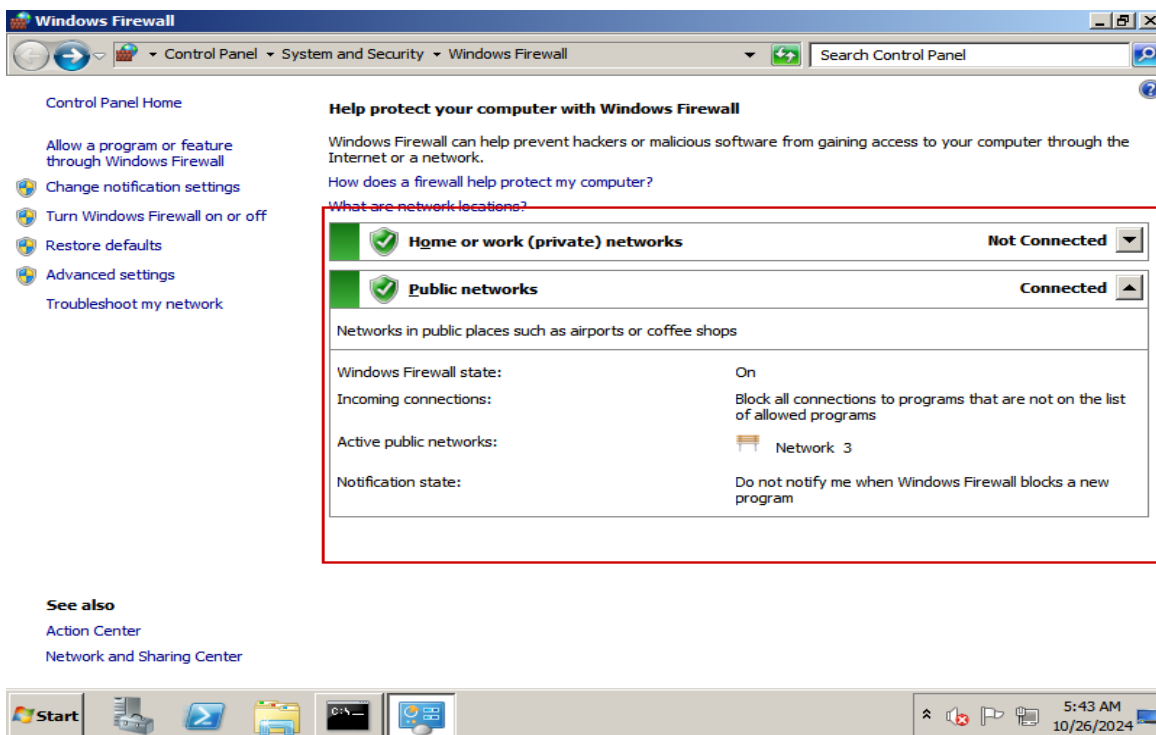 Windows Firewall
Control Panel
System and Security
Windows Firewall
Search Control Panel
Control Panel Home
Allow a program or feature
through Windows Firewall
Change notification settings
Turn Windows Firewall on or off
Restore defaults
Advanced settings
Troubleshoot my network
Help protect your computer with Windows Firewall
Windows Firewall can help prevent hackers or malicious software from gaining access to your computer through the
Internet or a network.
How does a firewall help protect my computer?
What are network locations?
Home or work (private) networks
Not Connected
Public networks
Connected
Networks in public places such as airports or coffee shops
Windows Firewall state:
On
Incoming connections:
Block all connections to programs that are not on the list
of allowed programs
Active public networks:
Network 3
Notification state:
Do not notify me when Windows Firewall blocks a new
program
See also
Action Center
Network and Sharing Center
Start
C:\_
5:43 AM
10/26/2024